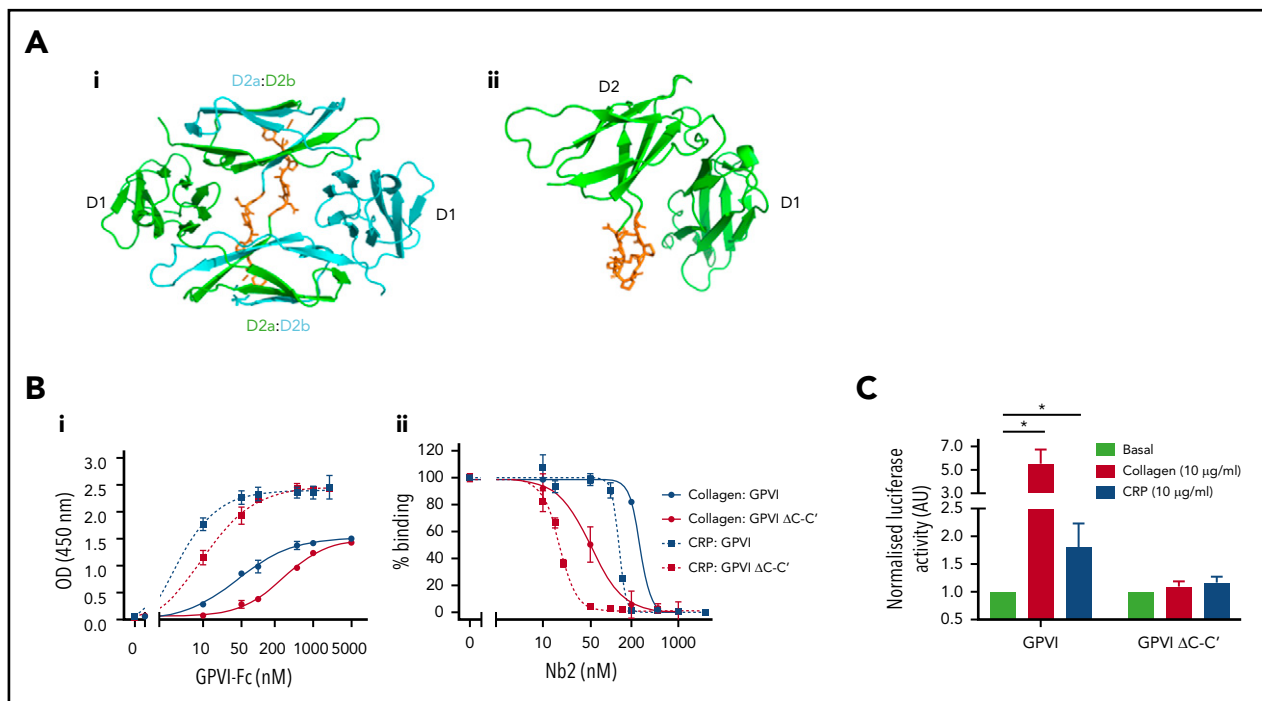 A
i
D2a:D2b
D1
D1
D2a:D2b
ii
D2
D1
B
i
3.0
2.5
2.0
1.5
1.0
0.5
0.0
OD (450 nm)
0 10 50 200 1000 5000
GPVI-Fc (nM)
ii
120
100
80
60
40
20
0
% binding
0 10 50 200 1000
Nb2 (nM)
Collagen: GPVI
Collagen: GPVI ΔC-C′
CRP: GPVI
CRP: GPVI ΔC-C′
C
*
*
7.0
5.0
3.0
2.5
2.0
1.5
1.0
0.5
Normalised luciferase
activity (AU)
GPVI GPVI ΔC-C′
Basal
Collagen (10 μg/ml)
CRP (10 μg/ml)